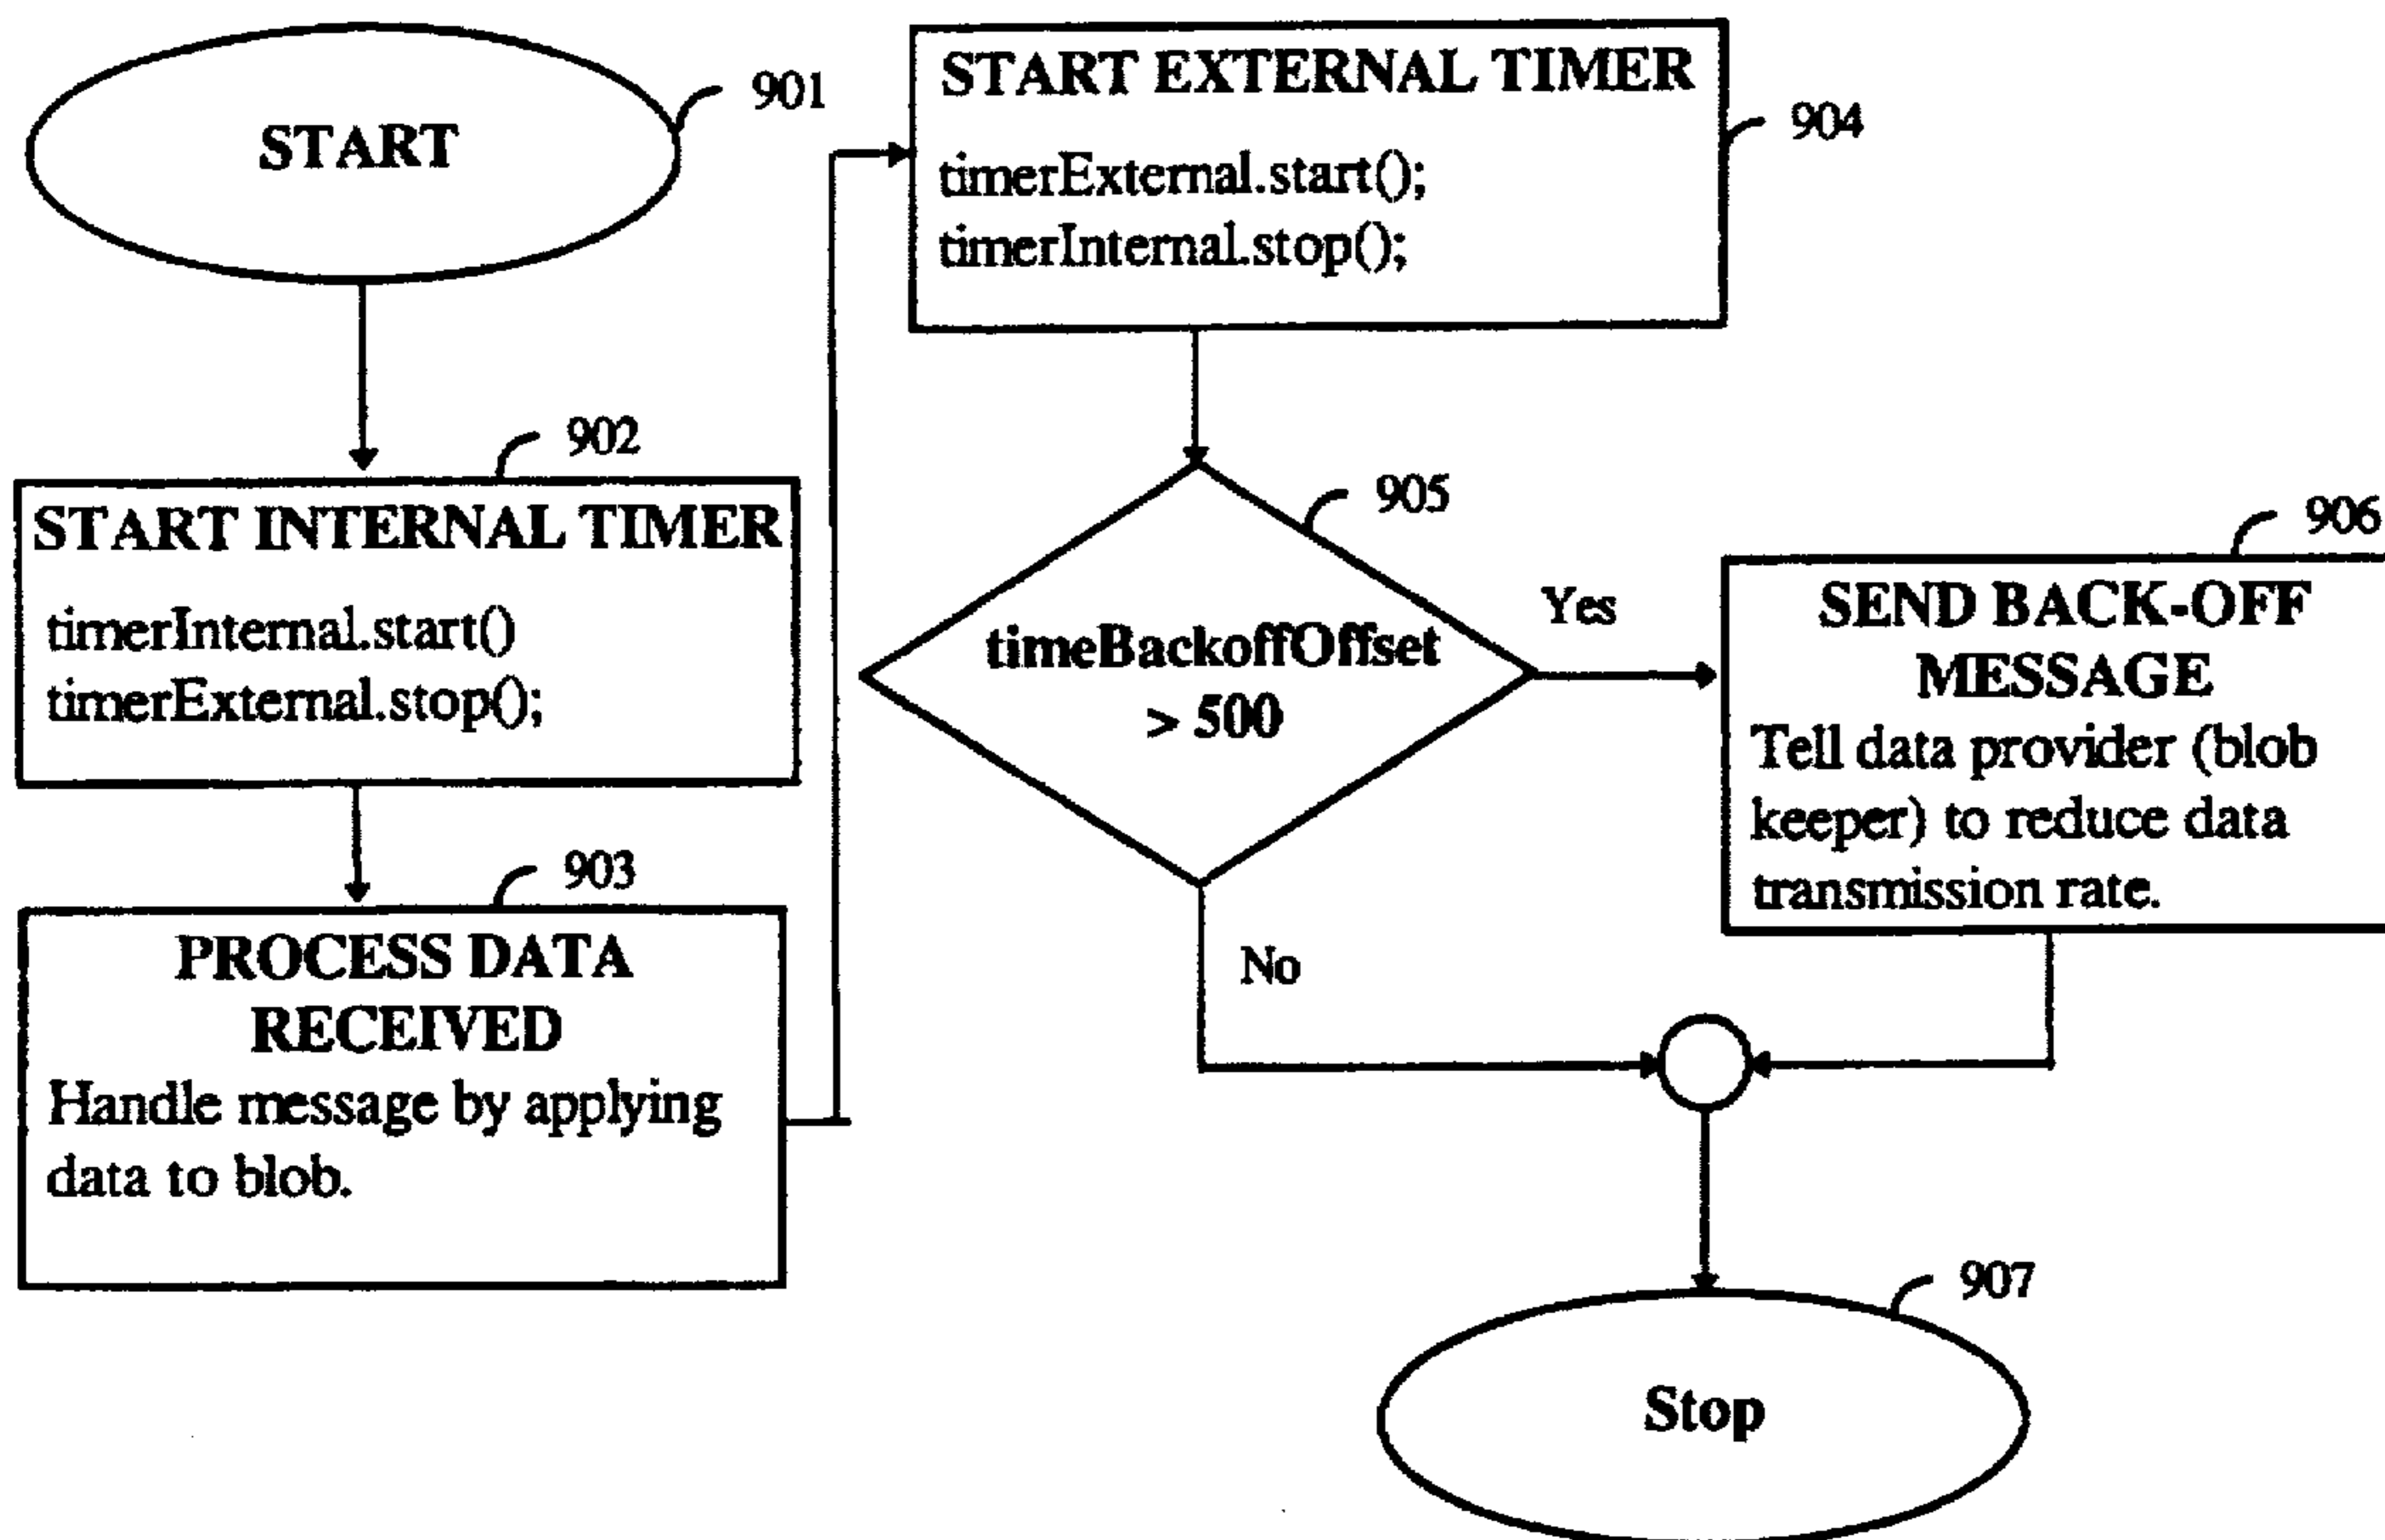 START
901
902
START INTERNAL TIMER
timerInternal.start()
timerExternal.stop();
903
PROCESS DATA
RECEIVED
Handle message by applying
data to blob.
START EXTERNAL TIMER
904
timerExternal.start();
timerInternal.stop();
905
timeBackoffOffset
> 500
Yes
No
906
SEND BACK-OFF
MESSAGE
Tell data provider (blob
keeper) to reduce data
transmission rate.
907
Stop